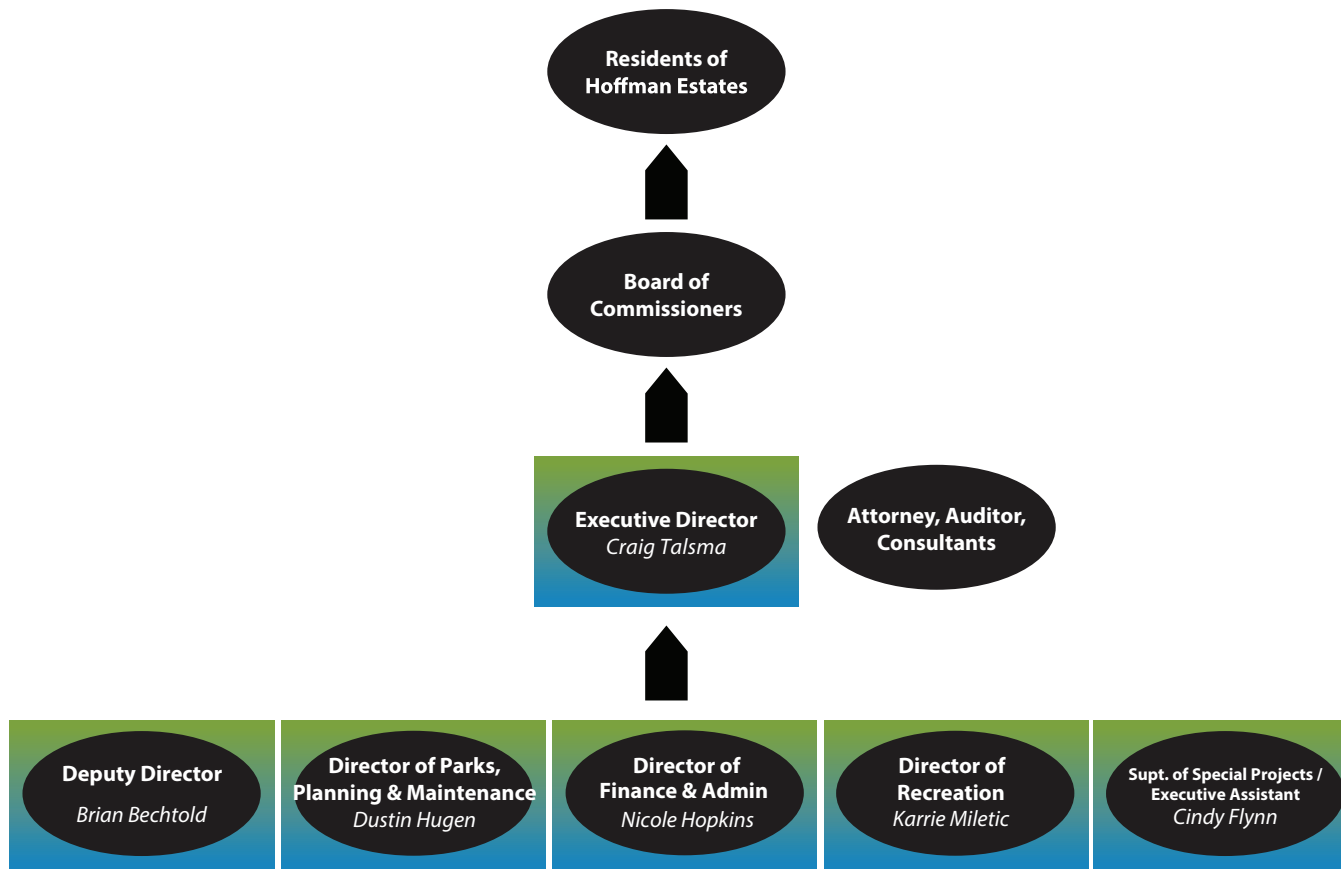 Residents of
Hoffman Estates
Board of
Commissioners
Executive Director
Craig Talsma
Attorney, Auditor,
Consultants
Deputy Director
Brian Bechtold
Director of Parks,
Planning & Maintenance
Dustin Hugen
Director of
Finance & Admin
Nicole Hopkins
Director of
Recreation
Karrie Miletic
Supt. of Special Projects /
Executive Assistant
Cindy Flynn